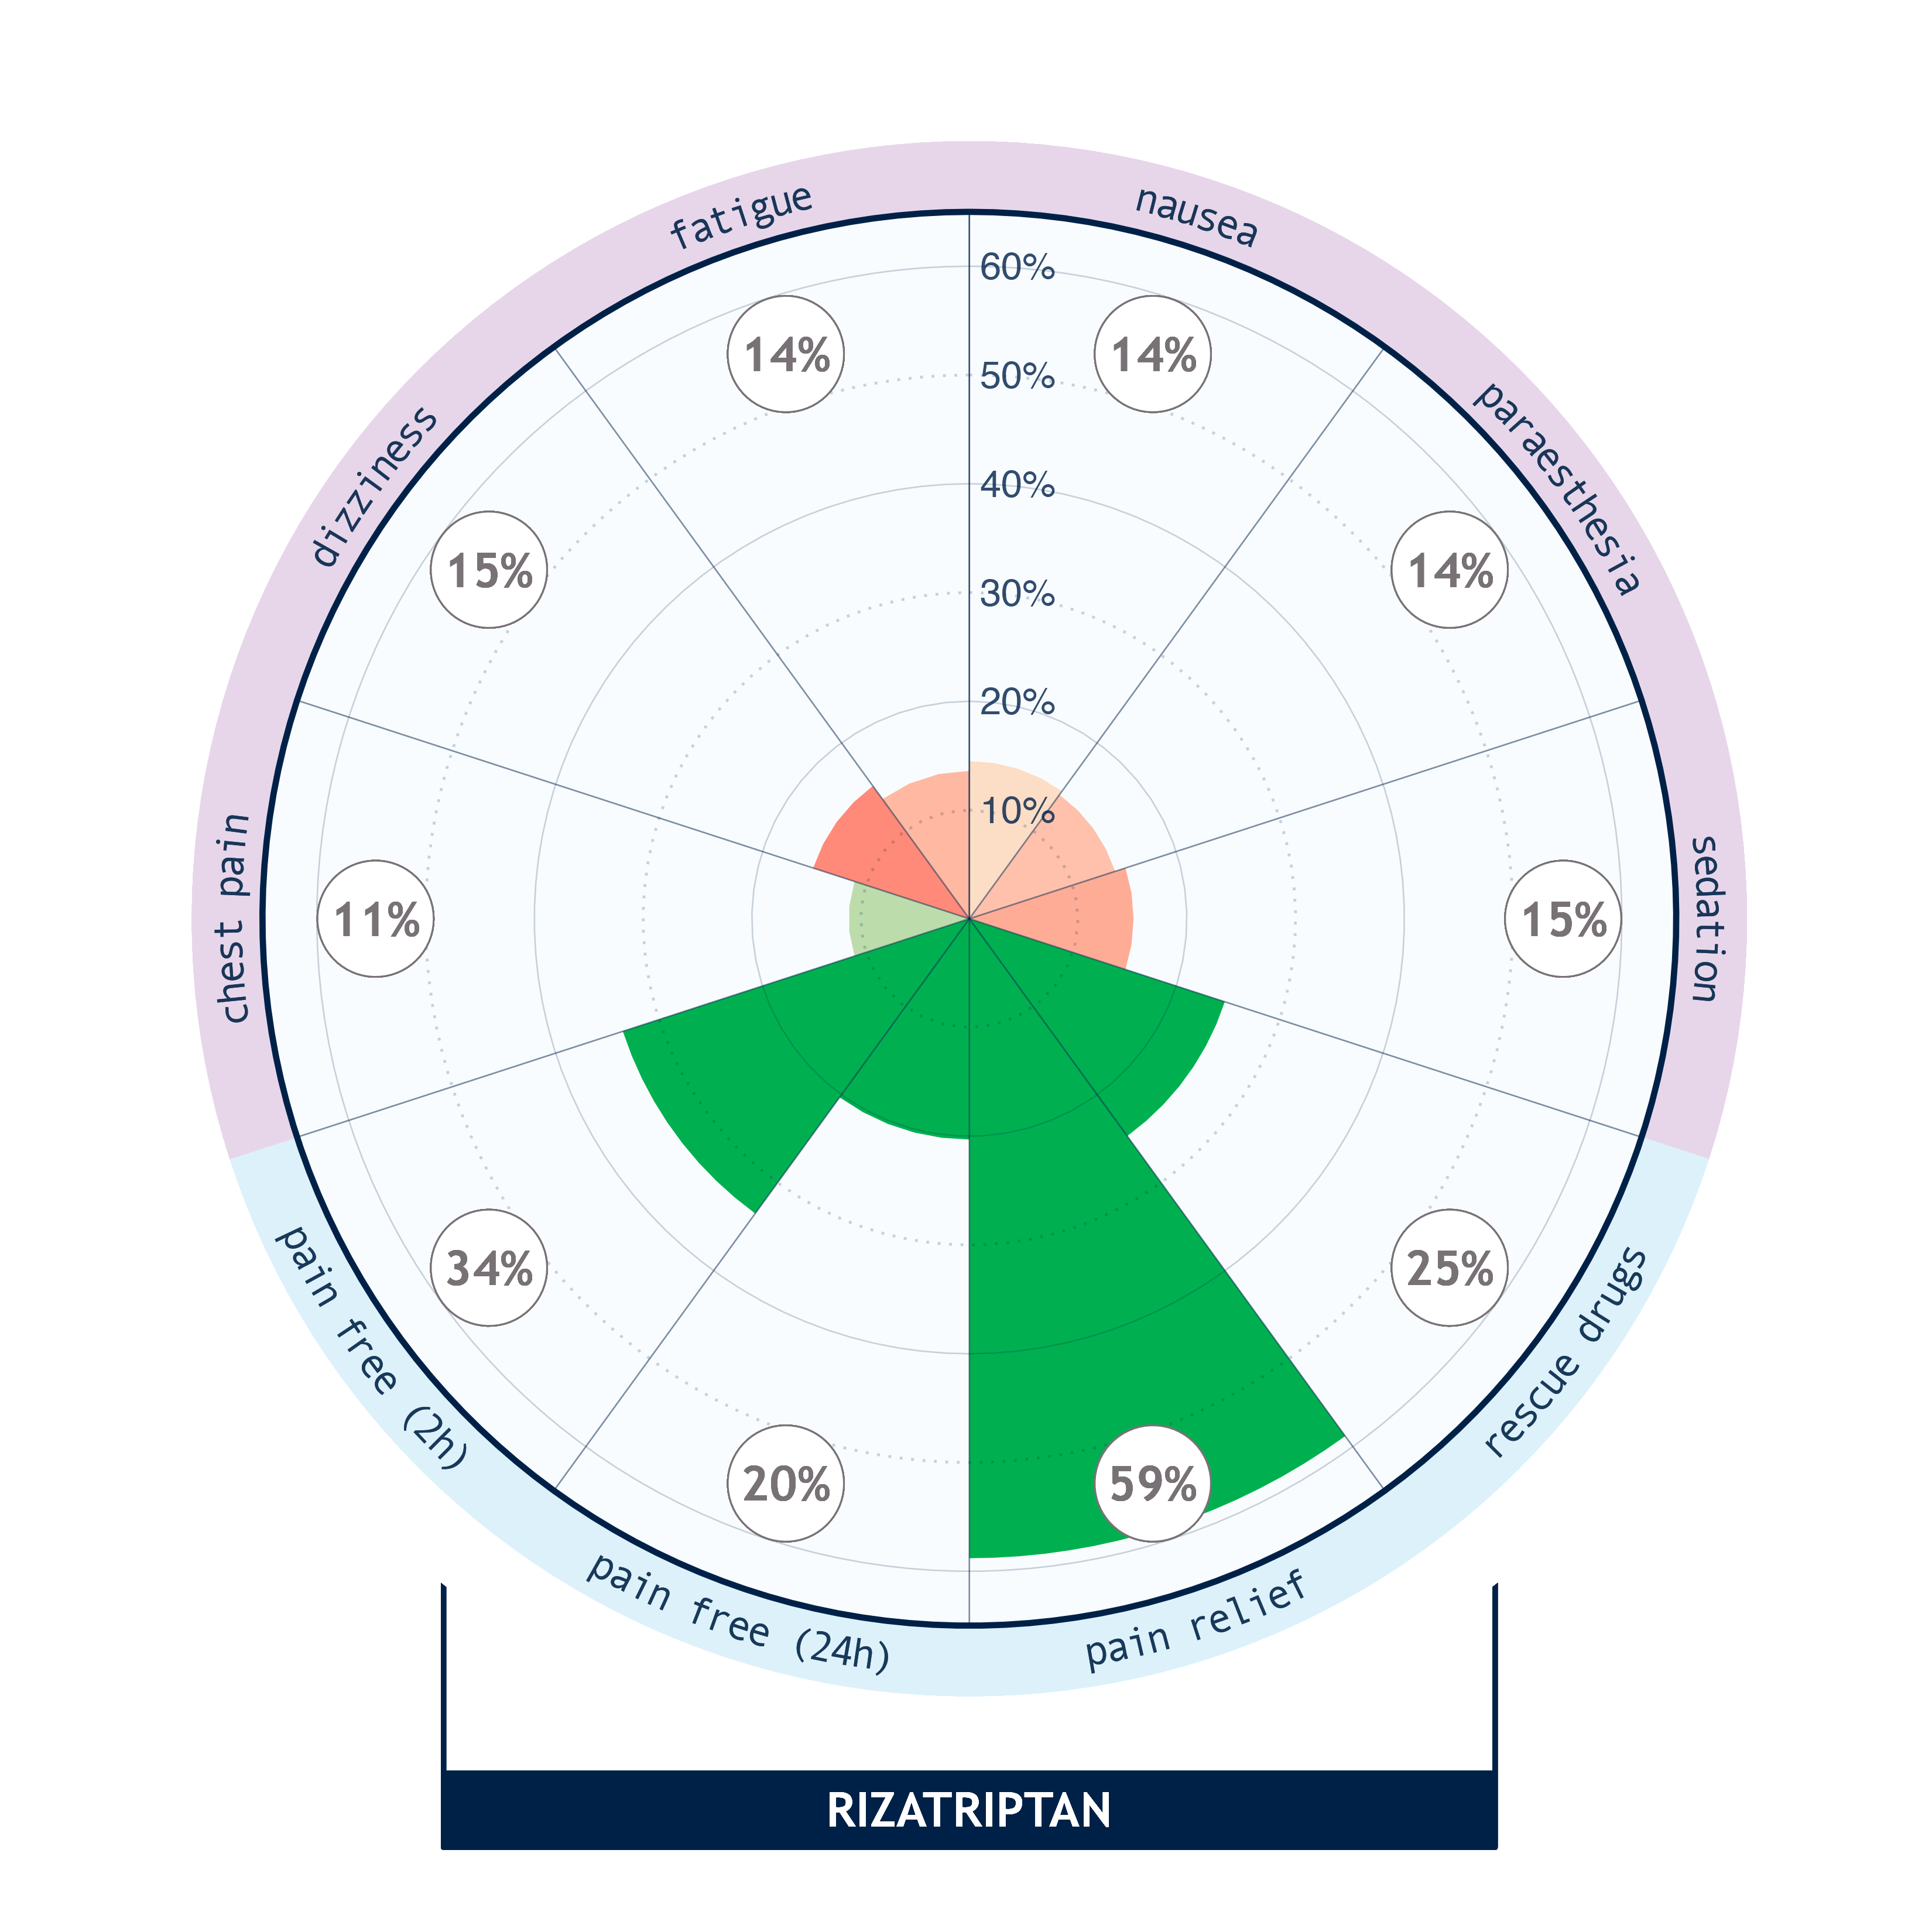 fatigue
nausea
paraesthesia
sedation
rescue drugs
pain relief
pain free (24h)
pain free (2h)
chest pain
dizziness
60%
50%
40%
30%
20%
10%
14%
14%
14%
15%
25%
59%
20%
34%
11%
15%
RIZATRIPTAN